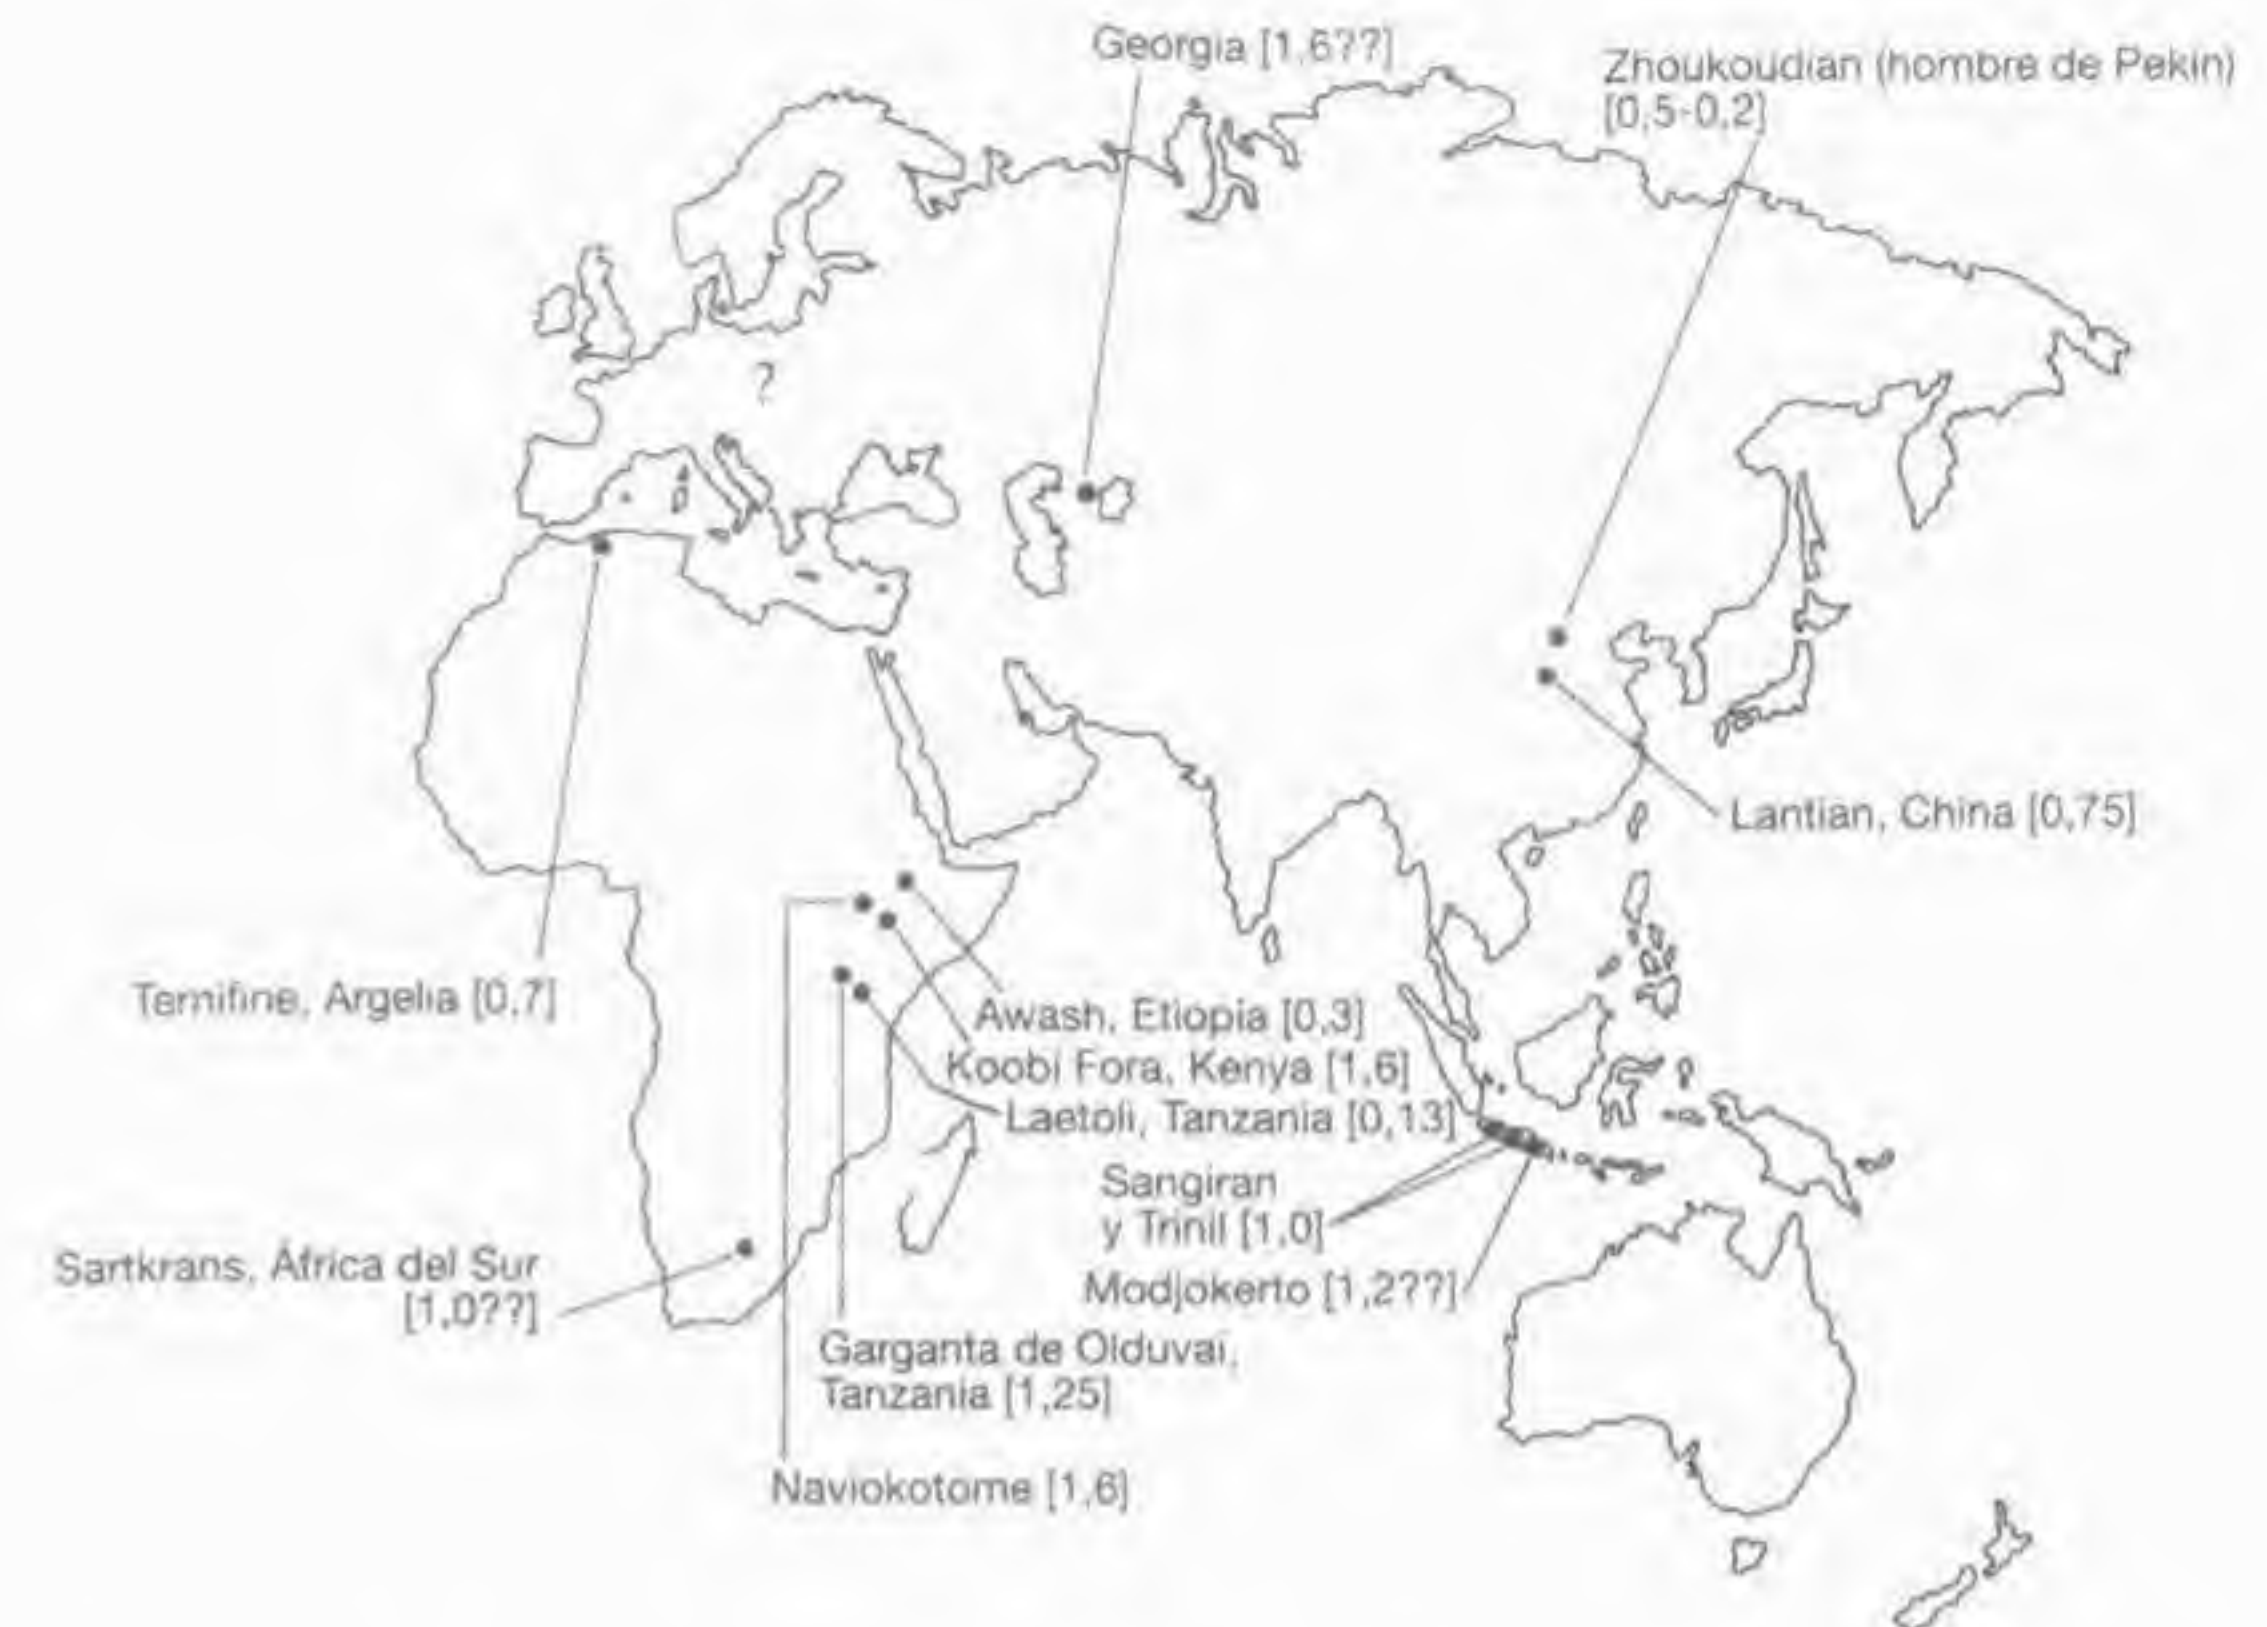 Georgia [1,6??]
Zhoukoudian (hombre de Pekín)
[0,5-0,2]
?
Lantian, China [0,75]
Ternifine, Argelia [0,7]
Awash, Etiopia [0,3]
Koobi Fora, Kenya [1,6]
Laetoli, Tanzania [0,13]
Sangiran
y Trinil [1,0]
Modjokerto [1,2??]
Sartkrans, África del Sur
[1,0??]
Garganta de Olduvai,
Tanzania [1,25]
Naviokotome [1,6]